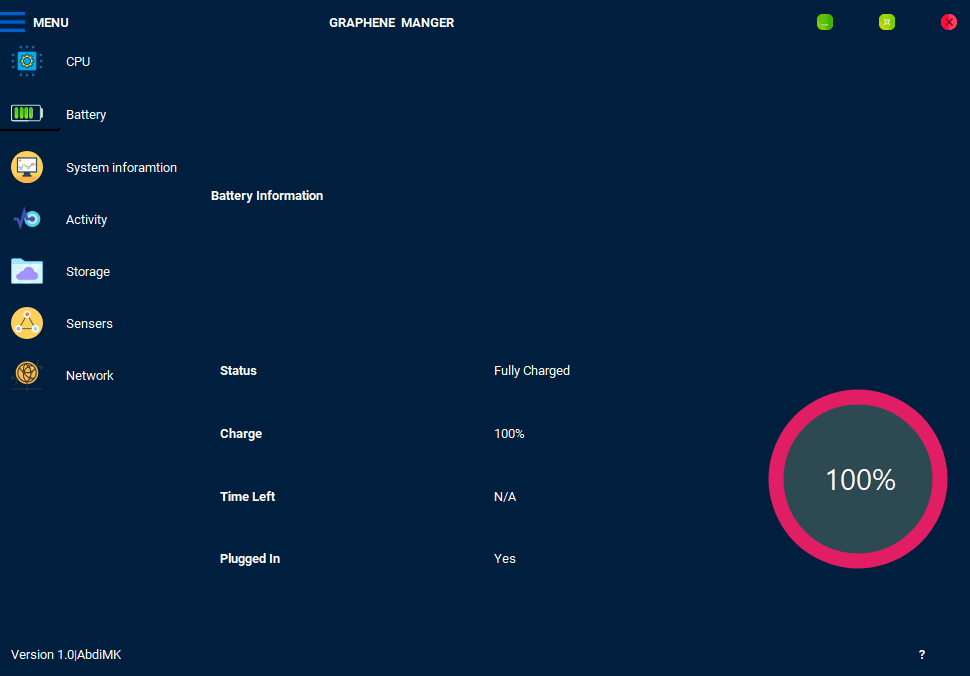 MENU
GRAPHENE MANGER
CPU
Battery
System inforamtion
Activity
Storage
Sensers
Network
Battery Information
Status Fully Charged
Charge 100%
Time Left N/A
Plugged In Yes
100%
Version 1.0|AbdiMK
?